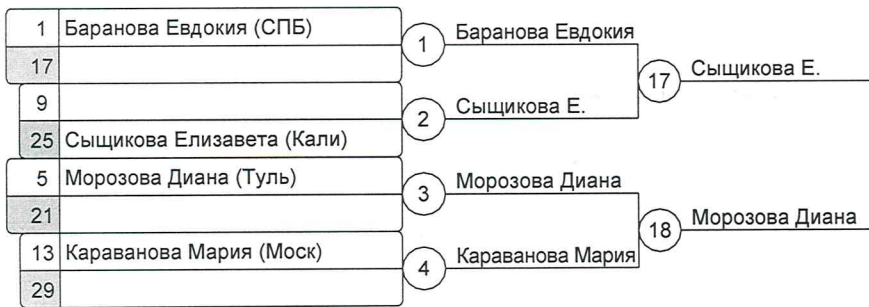 1 Баранова Евдокия (СПБ)
17
1
Баранова Евдокия
9
25 Сыщикова Елизавета (Кали)
2
Сыщикова Е.
17
Сыщикова Е.
5 Морозова Диана (Туль)
21
3
Морозова Диана
13 Караванова Мария (Моск)
29
4
Караванова Мария
18
Морозова Диана